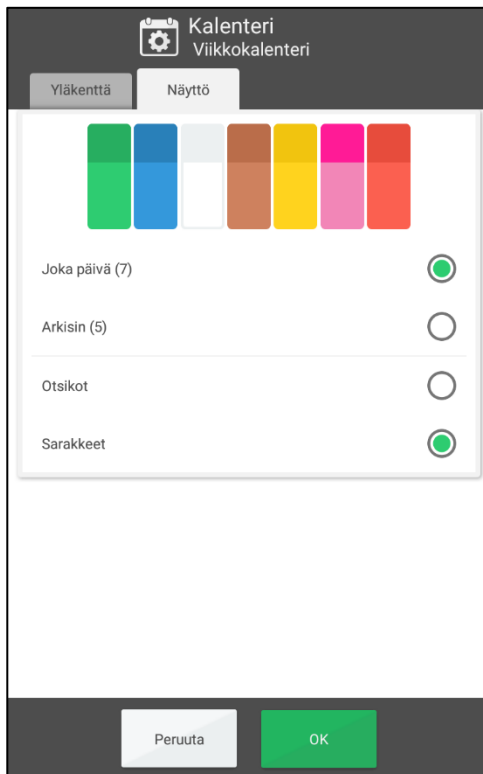 Kalenteri
Viikkokalenteri
Yläkenttä
Näyttö
Joka päivä (7)
Arkisin (5)
Otsikot
Sarakkeet
Peruuta
OK